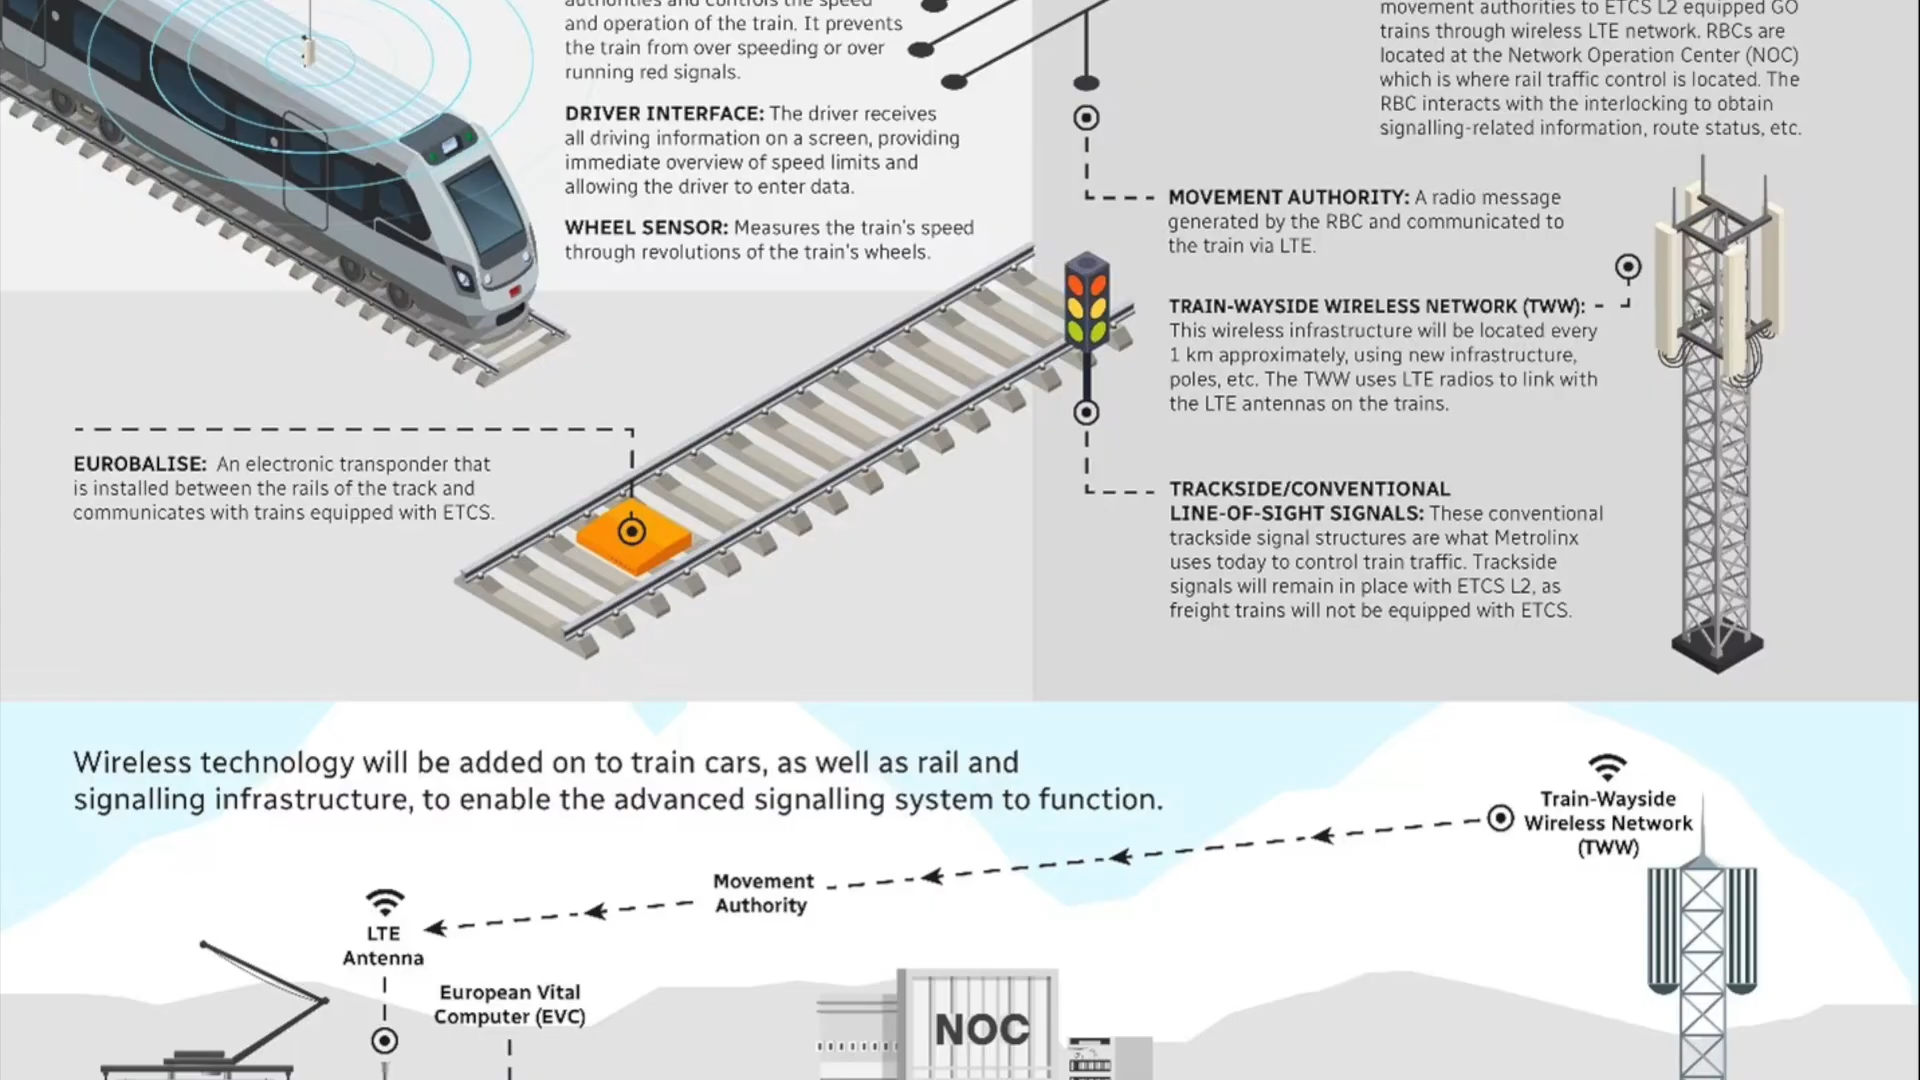 authorities and controls the speed
and operation of the train. It prevents
the train from over speeding or over
running red signals.
DRIVER INTERFACE: The driver receives
all driving information on a screen, providing
immediate overview of speed limits and
allowing the driver to enter data.
WHEEL SENSOR: Measures the train's speed
through revolutions of the train's wheels.
movement authorities to ETCS L2 equipped GO
trains through wireless LTE network. RBCs are
located at the Network Operation Center (NOC)
which is where rail traffic control is located. The
RBC interacts with the interlocking to obtain
signalling-related information, route status, etc.
MOVEMENT AUTHORITY: A radio message
generated by the RBC and communicated to
the train via LTE.
TRAIN-WAYSIDE WIRELESS NETWORK (TWW):
This wireless infrastructure will be located every
1 km approximately, using new infrastructure,
poles, etc. The TWW uses LTE radios to link with
the LTE antennas on the trains.
EUROBALISE: An electronic transponder that
is installed between the rails of the track and
communicates with trains equipped with ETCS.
TRACKSIDE/CONVENTIONAL
LINE-OF-SIGHT SIGNALS: These conventional
trackside signal structures are what Metrolinx
uses today to control train traffic. Trackside
signals will remain in place with ETCS L2, as
freight trains will not be equipped with ETCS.
Wireless technology will be added on to train cars, as well as rail and
signalling infrastructure, to enable the advanced signalling system to function.
Train-Wayside
Wireless Network
(TWW)
Movement
Authority
LTE
Antenna
European Vital
Computer (EVC)
NOC